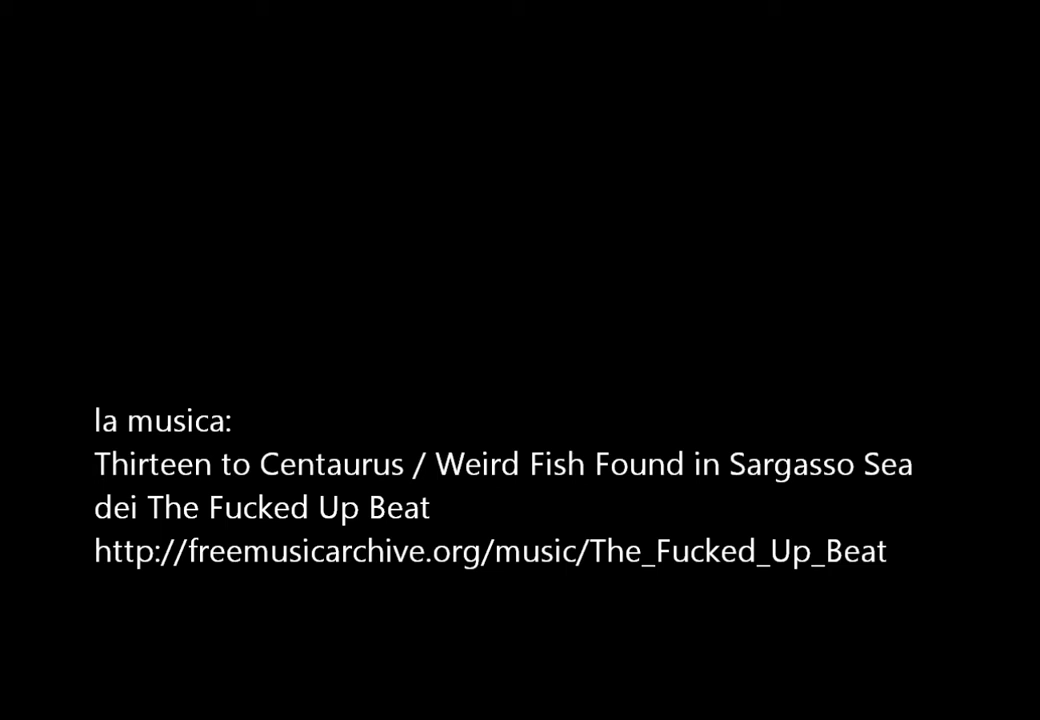 la musica:
Thirteen to Centaurus / Weird Fish Found in Sargasso Sea
dei The Fucked Up Beat
http://freemusicarchive.org/music/The_Fucked_Up_Beat